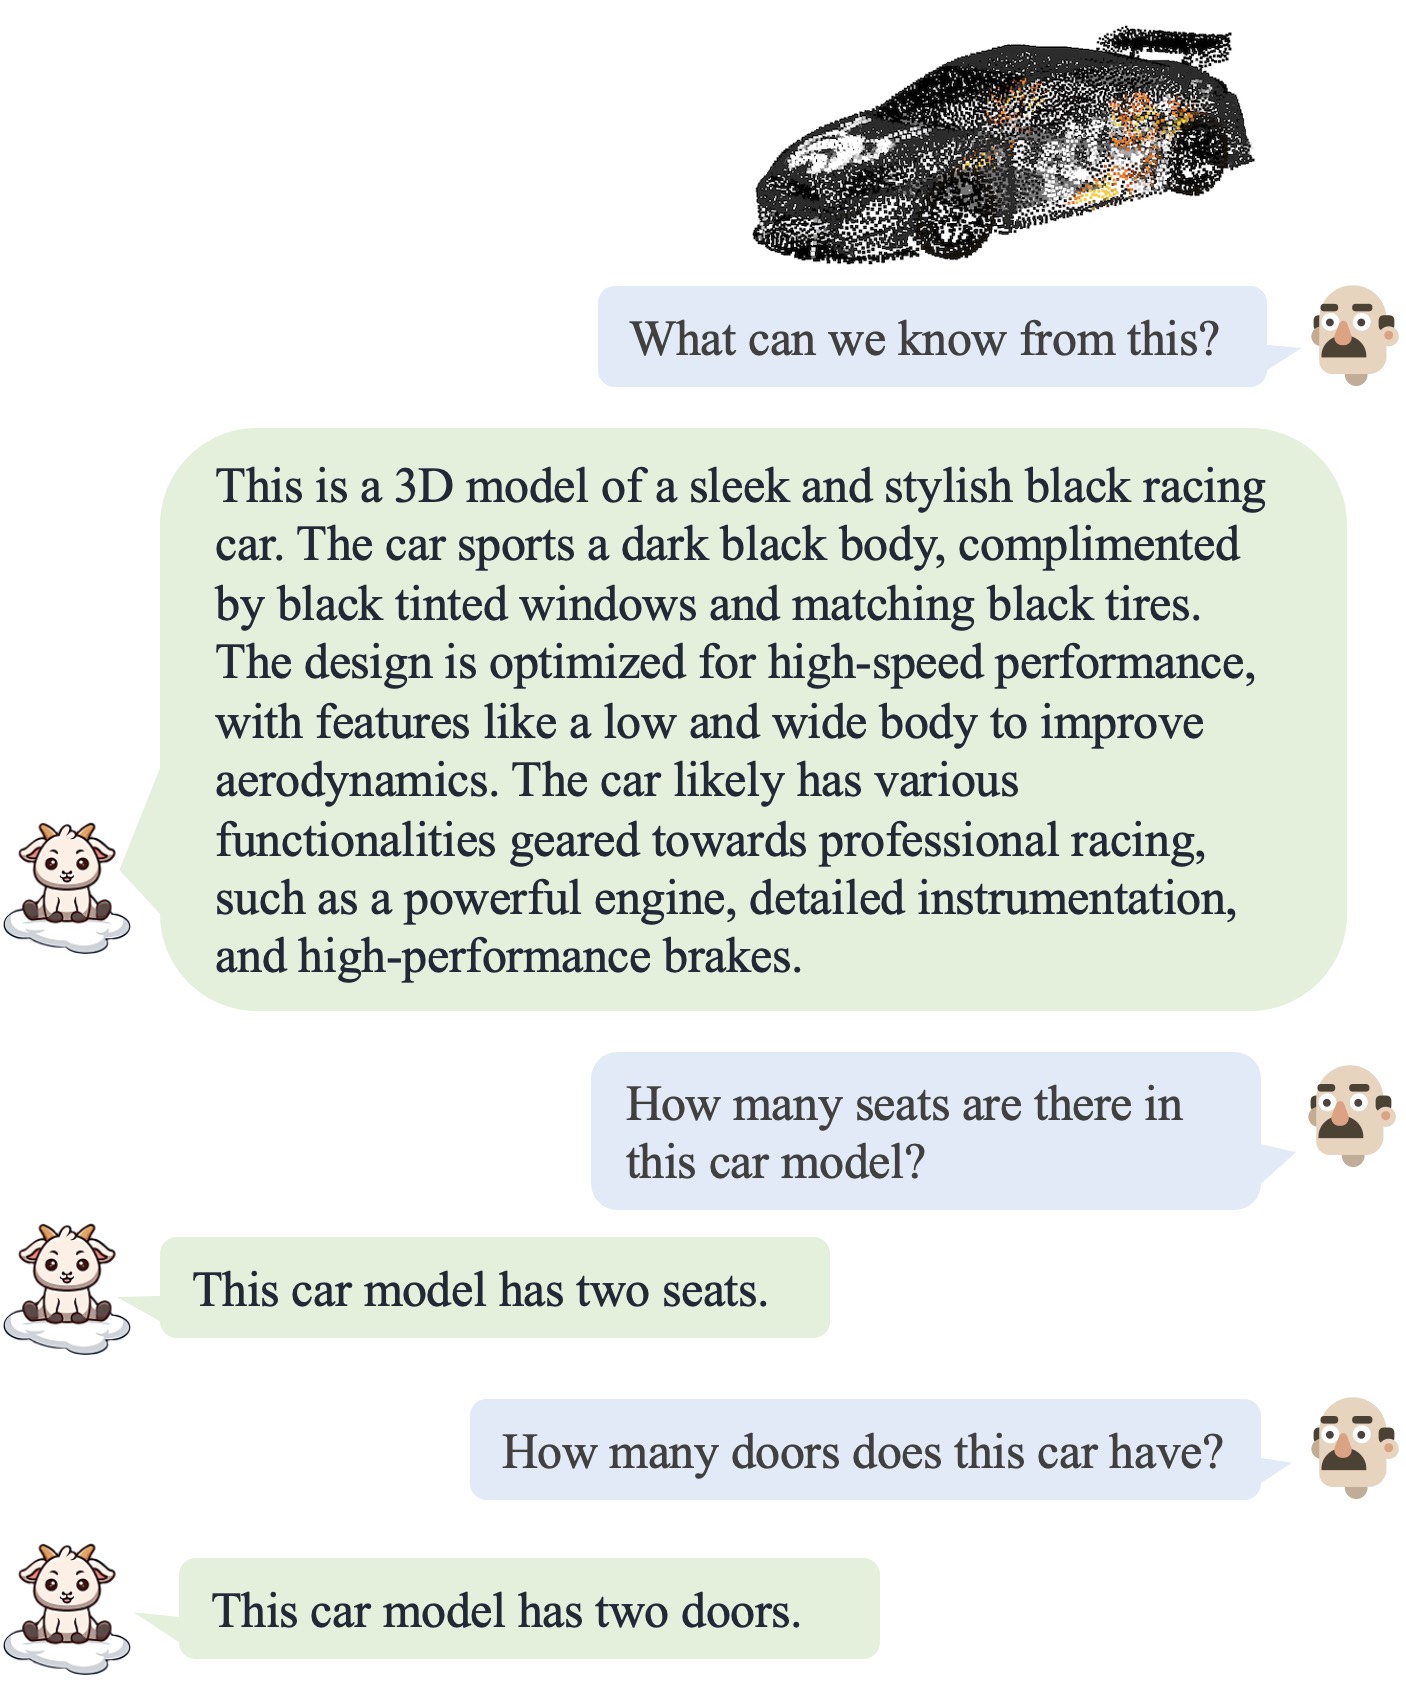 What can we know from this?
This is a 3D model of a sleek and stylish black racing
car. The car sports a dark black body, complimented
by black tinted windows and matching black tires.
The design is optimized for high-speed performance,
with features like a low and wide body to improve
aerodynamics. The car likely has various
functionalities geared towards professional racing,
such as a powerful engine, detailed instrumentation,
and high-performance brakes.
How many seats are there in
this car model?
This car model has two seats.
How many doors does this car have?
This car model has two doors.